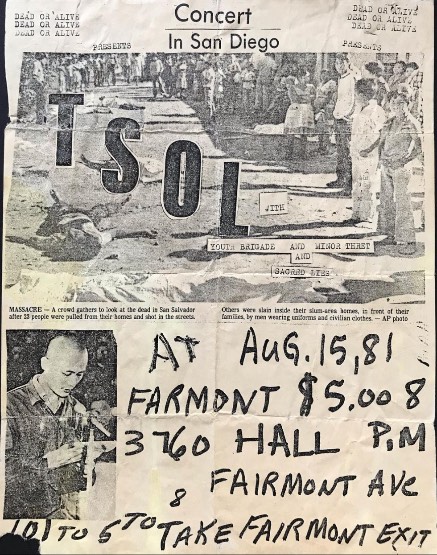 DEAD OR ALIVE
DEAD OR ALIVE
DEAD OR ALIVE
Concert
In San Diego
DEAD OR ALIVE
DEAD OR ALIVE
DEAD OR ALIVE
PRESENTS
PRESENTS
TSOL
WITH
YOUTH BRIGADE AND MINOR THRET
AND
SACRED LIES
MASSACRE — A crowd gathers to look at the dead in San Salvador
after 23 people were pulled from their homes and shot in the streets.
Others were slain inside their slum-area homes, in front of their
families, by men wearing uniforms and civilian clothes. — AP photo
AT AUG. 15, 81
FARMONT $5.00 8
3760 HALL P.M
8 FAIRMONT AVE
101 TO 5 TO TAKE FAIRMONT EXIT